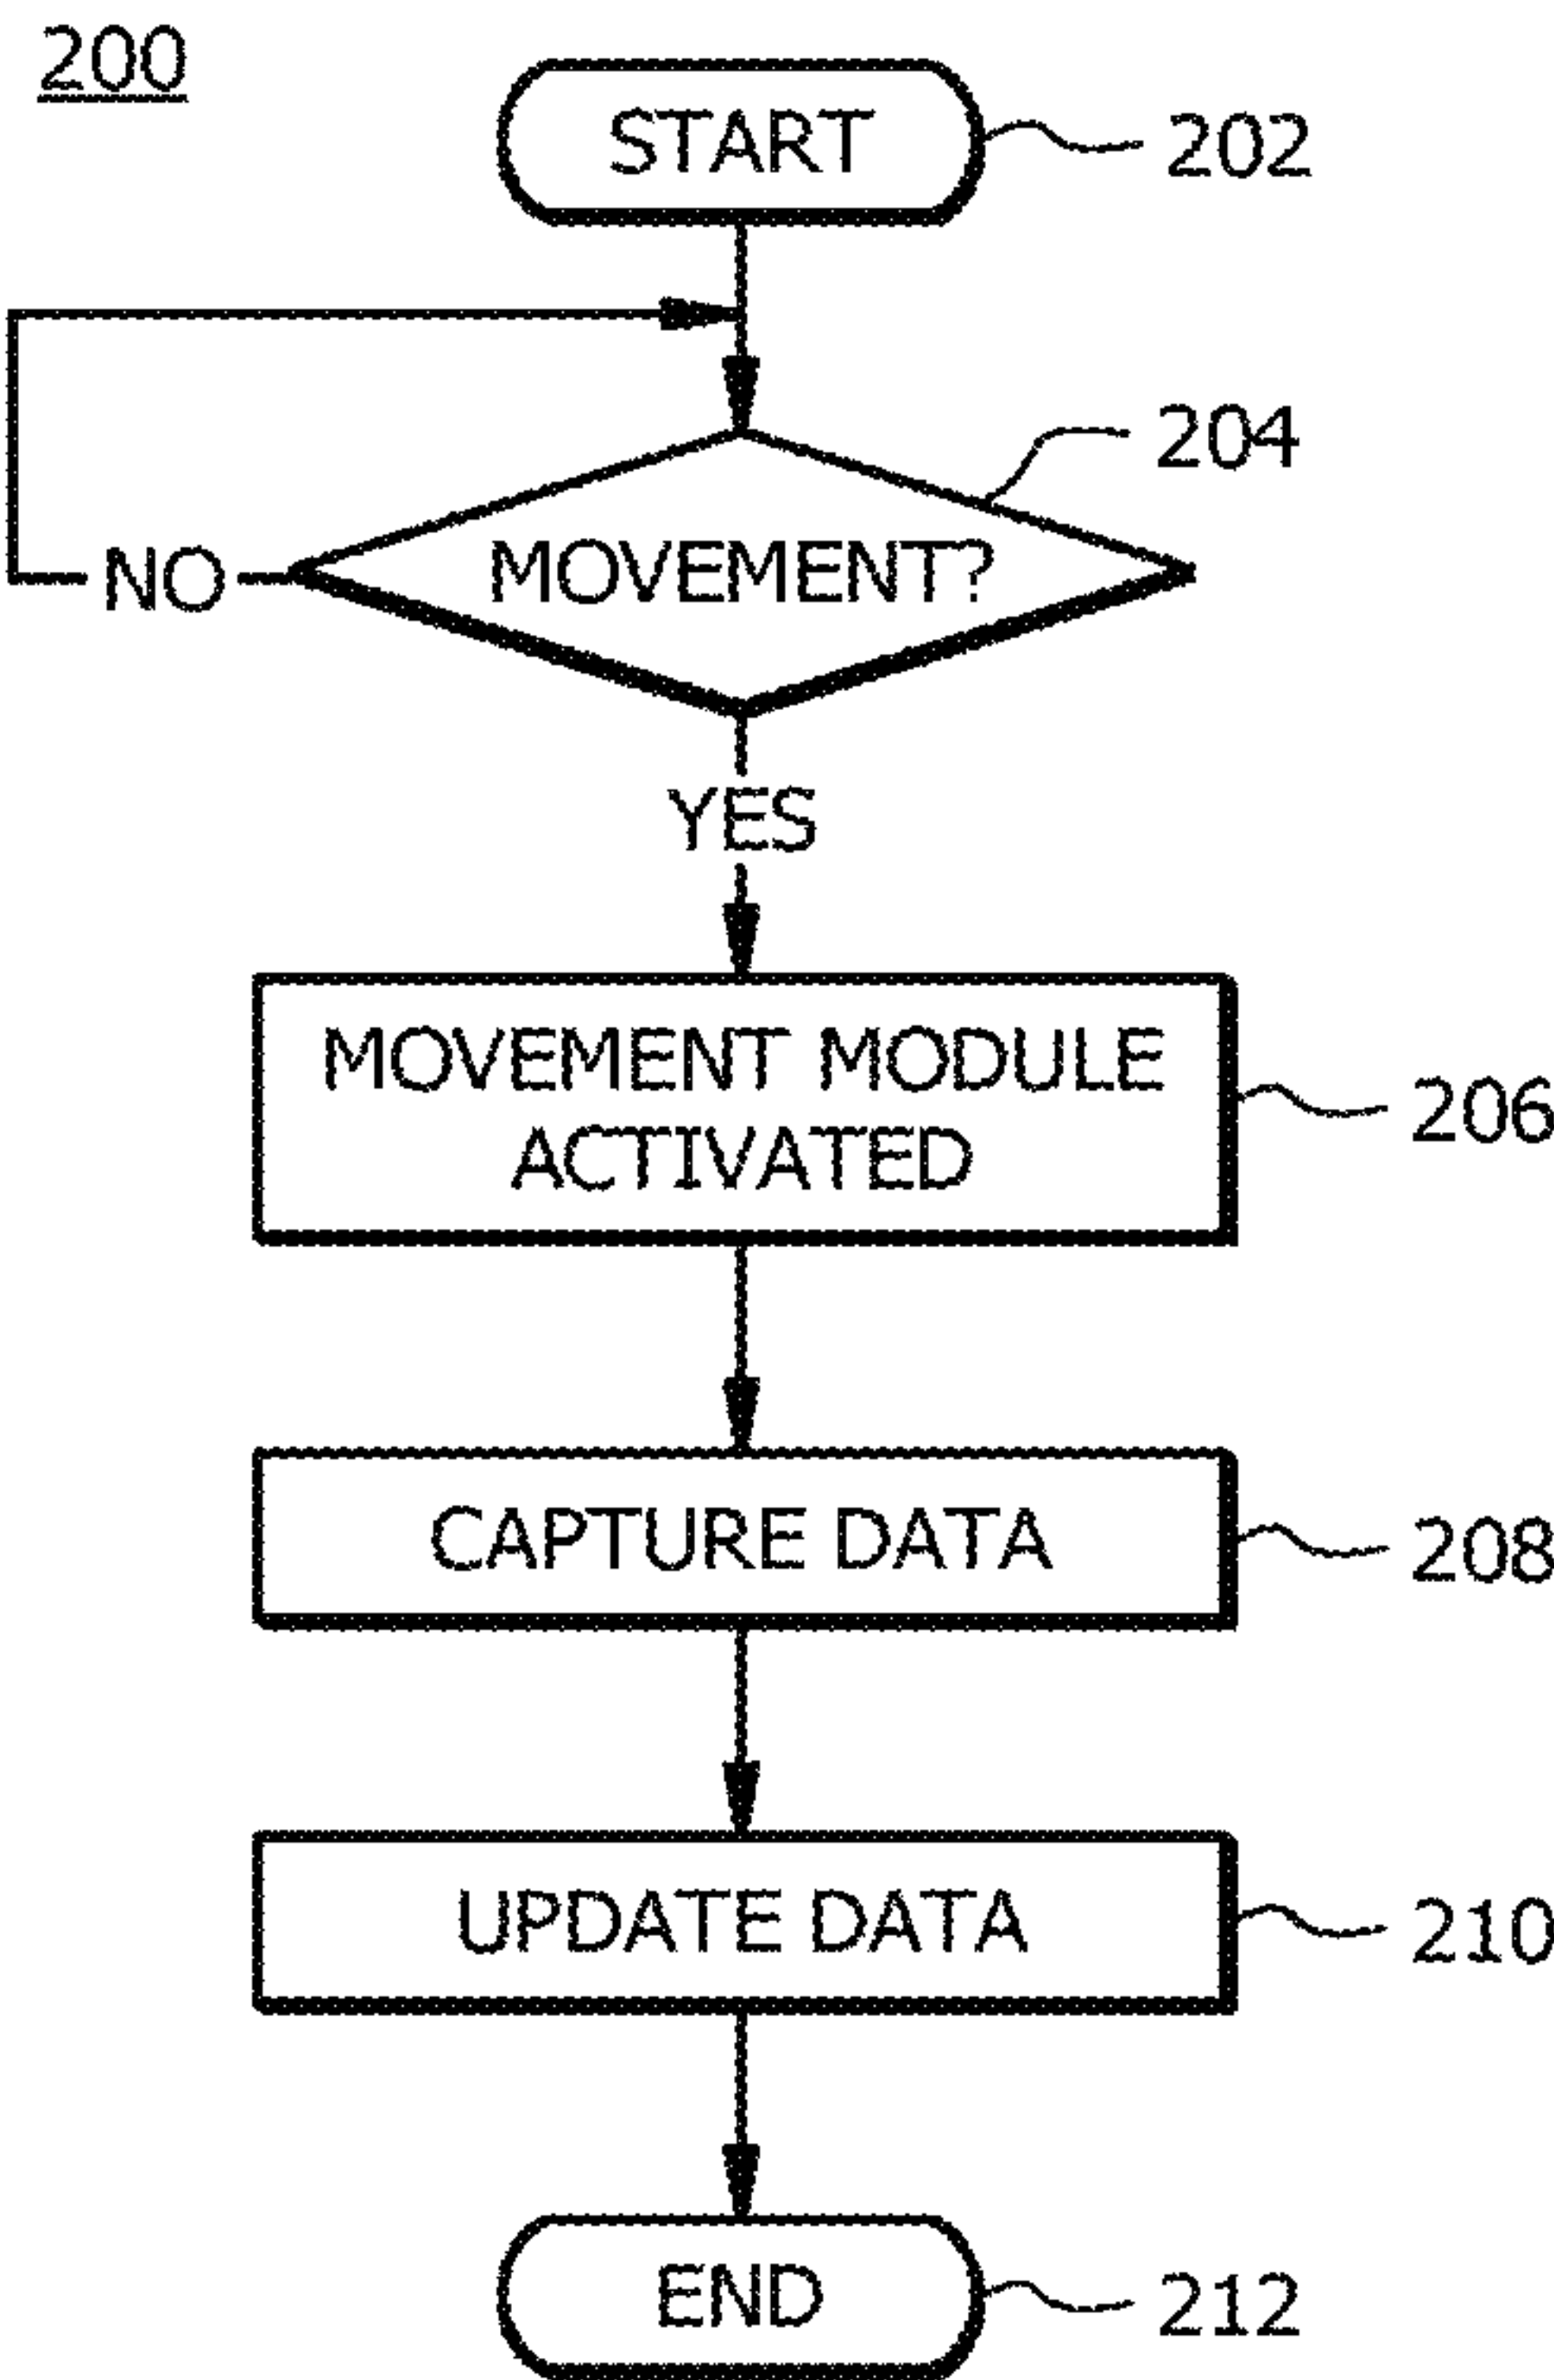 200
START
202
204
MOVEMENT?
NO
YES
MOVEMENT MODULE
ACTIVATED
206
CAPTURE DATA
208
UPDATE DATA
210
END
212